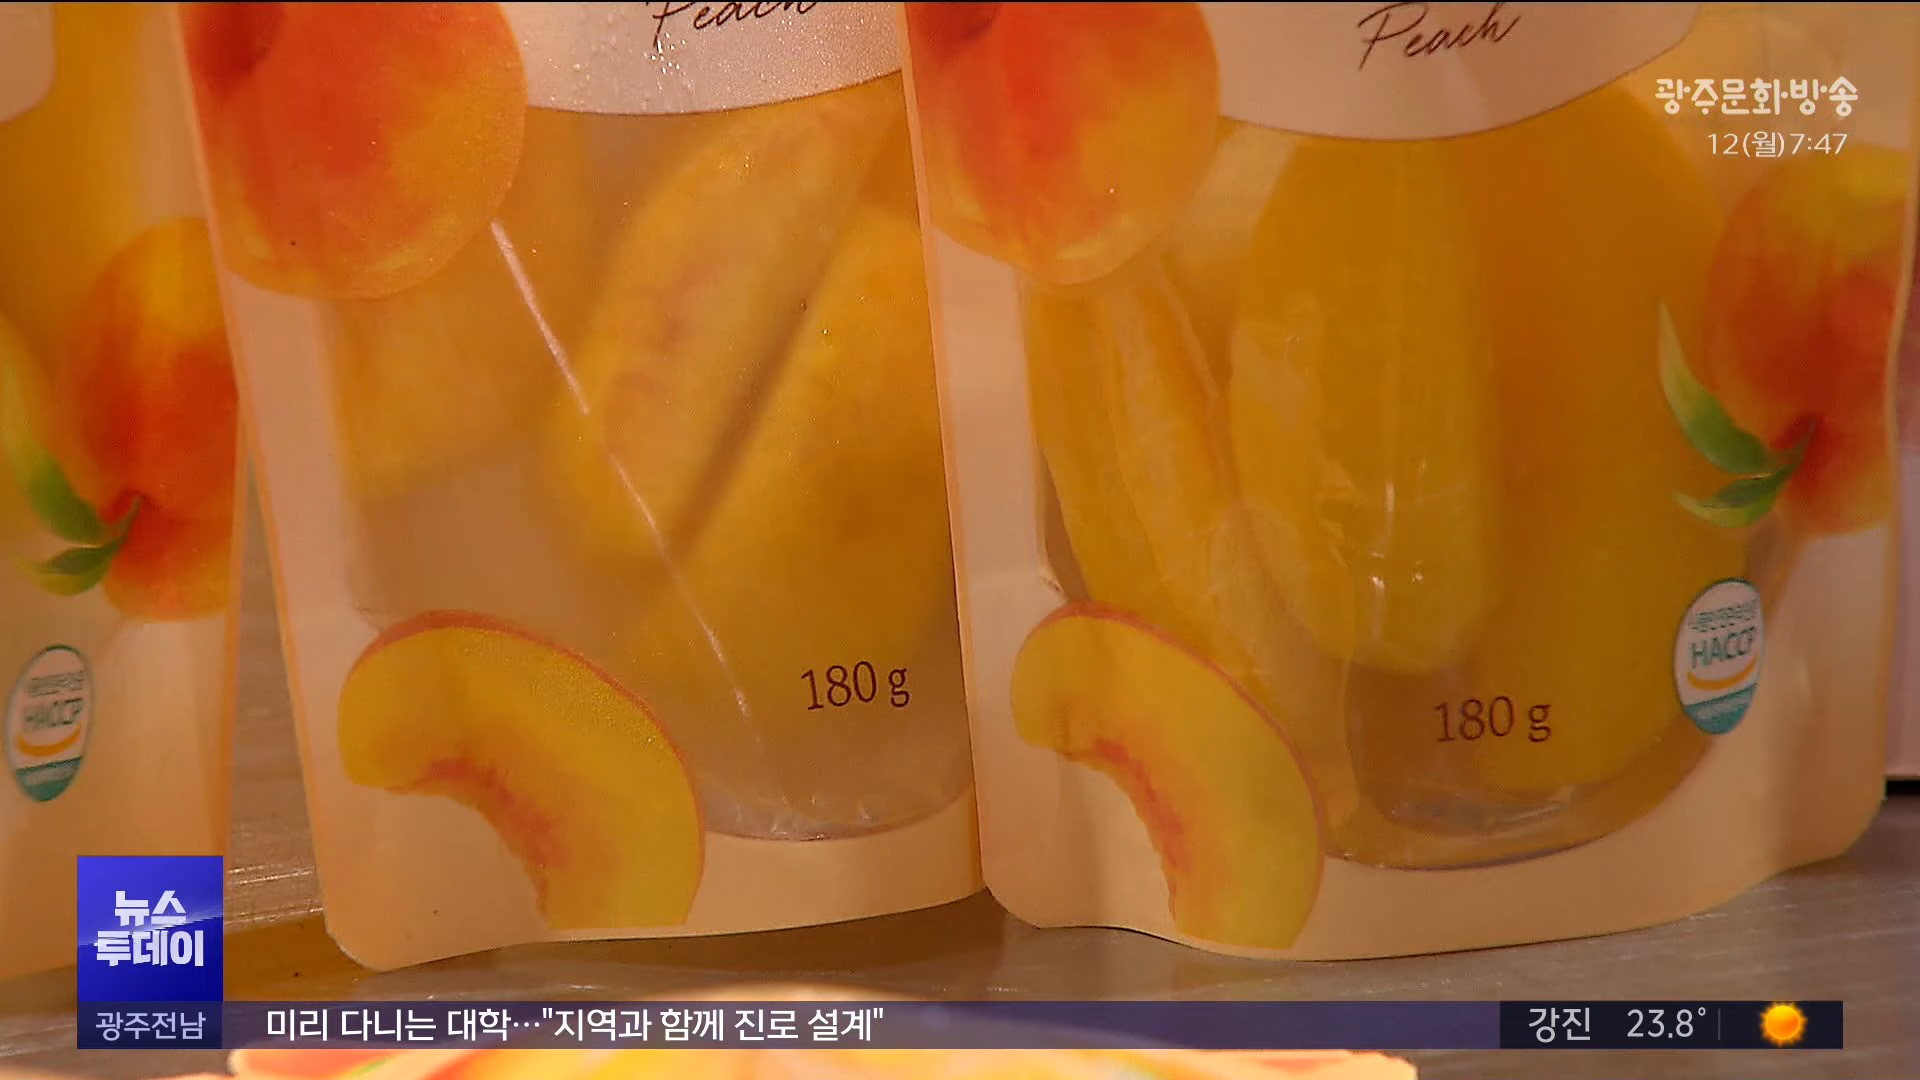 Peach
Peach
광주문화방송
12(월)7:47
HACCP
180 g
180 g
HACCP
뉴스
투데이
광주전남
미리 다니는 대학…"지역과 함께 진로 설계"
강진 23.8°